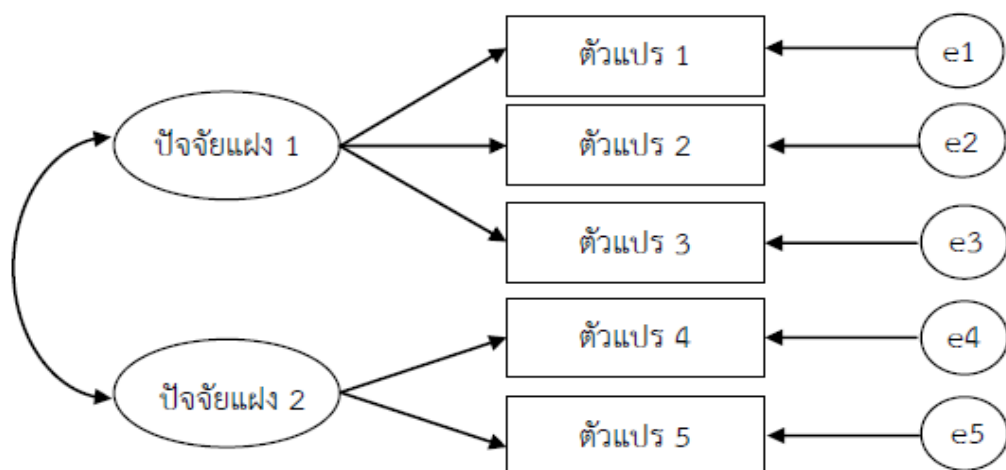 ตัวแปร 1
e1
ปัจจัยแฝง 1
ตัวแปร 2
e2
ตัวแปร 3
e3
ตัวแปร 4
e4
ปัจจัยแฝง 2
ตัวแปร 5
e5